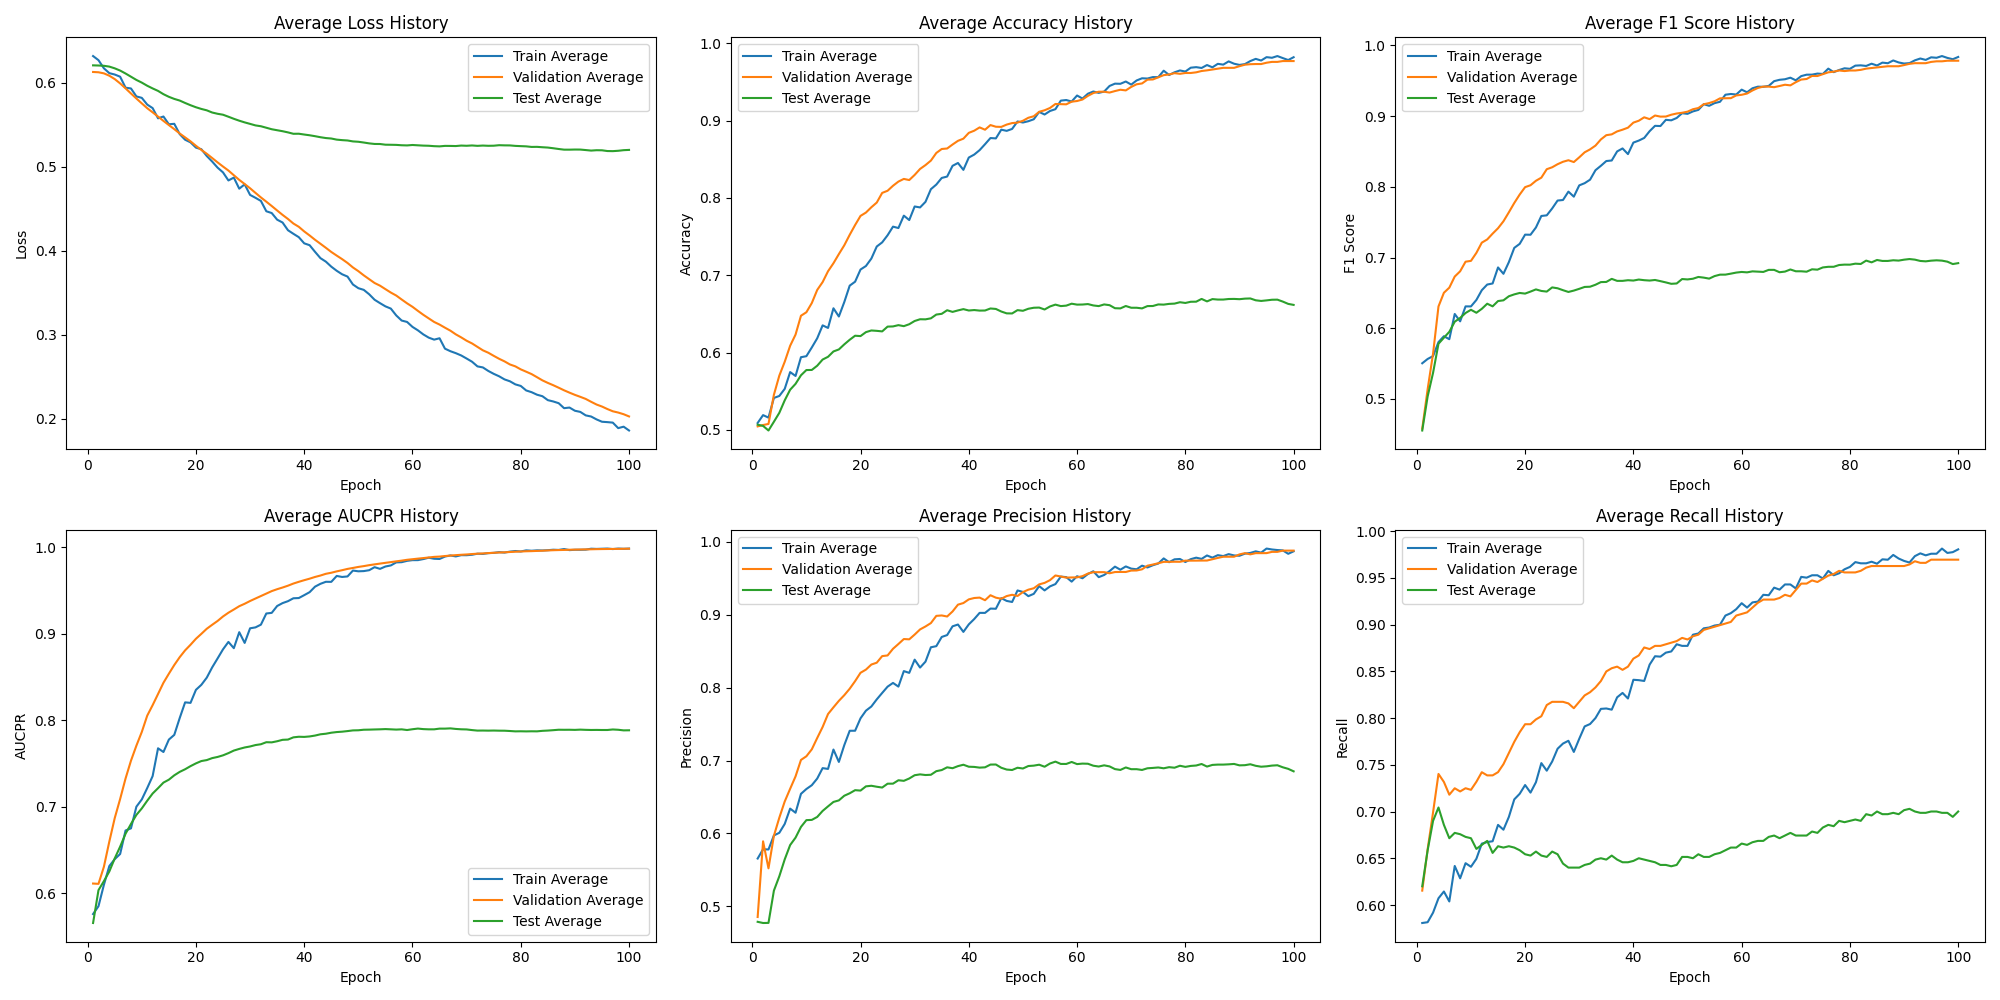 Average Loss History
Train Average
Validation Average
Test Average
0.6
0.5
0.4
0.3
0.2
Loss
0 20 40 60 80 100
Epoch
Average Accuracy History
Train Average
Validation Average
Test Average
1.0
0.9
0.8
0.7
0.6
0.5
Accuracy
0 20 40 60 80 100
Epoch
Average F1 Score History
Train Average
Validation Average
Test Average
1.0
0.9
0.8
0.7
0.6
0.5
F1 Score
0 20 40 60 80 100
Epoch
Average AUCPR History
1.0
0.9
0.8
0.7
0.6
AUCPR
Train Average
Validation Average
Test Average
0 20 40 60 80 100
Epoch
Average Precision History
Train Average
Validation Average
Test Average
1.0
0.9
0.8
0.7
0.6
0.5
Precision
0 20 40 60 80 100
Epoch
Average Recall History
Train Average
Validation Average
Test Average
1.00
0.95
0.90
0.85
0.80
0.75
0.70
0.65
0.60
Recall
0 20 40 60 80 100
Epoch